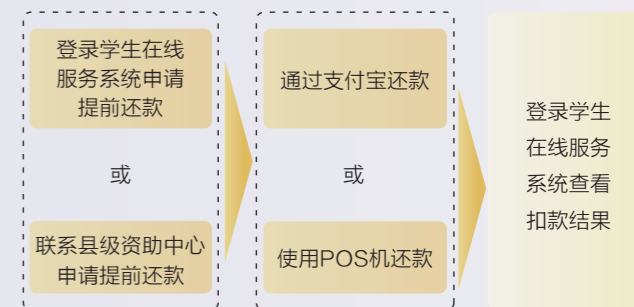 登录学生在线
服务系统申请
提前还款
或
联系县级资助中心
申请提前还款
通过支付宝还款
或
使用POS机还款
登录学生
在线服务
系统查看
扣款结果